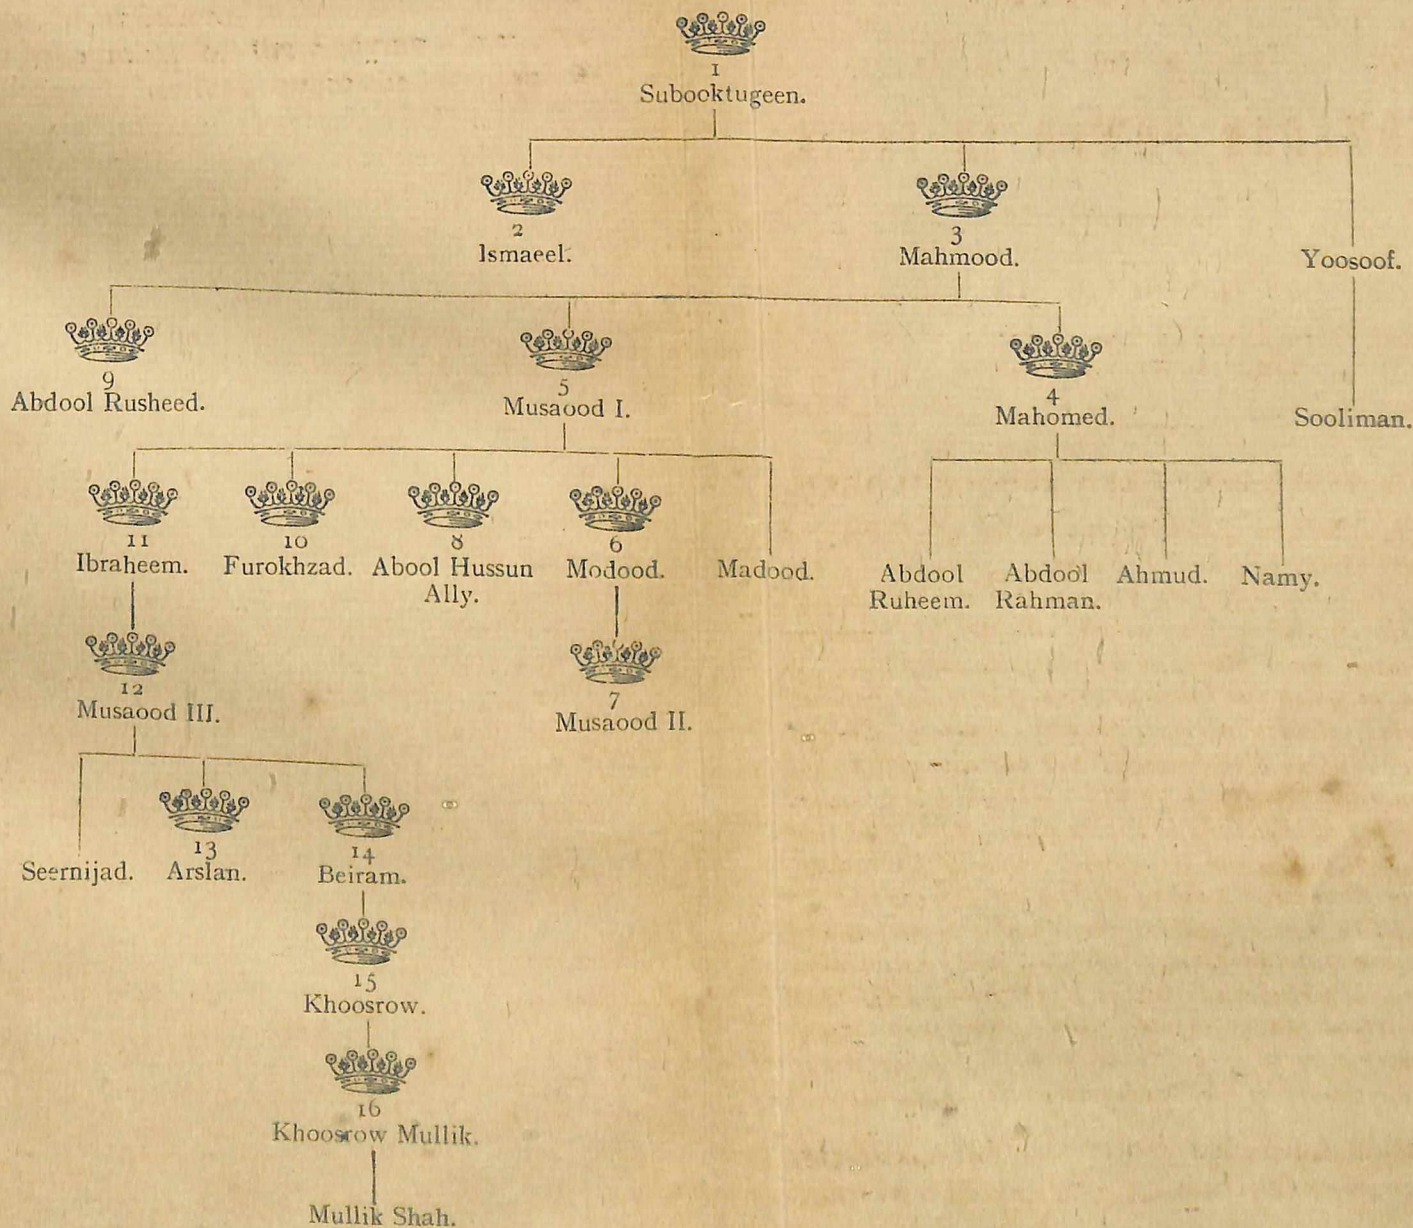 1
Subooktugeen.
2
Ismaeel.
3
Mahmood.
Yoosoof.
9
Abdool Rusheed.
5
Musaood I.
4
Mahomed.
Sooliman.
11
Ibraheem.
10
Furokhzad.
8
Abool Hussun
Ally.
6
Modood.
Madood.
Abdool
Ruheem.
Abdool
Rahman.
Ahmud.
Namy.
12
Musaood III.
7
Musaood II.
Seernijad.
13
Arslan.
14
Beiram.
15
Khoosrow.
16
Khoosrow Mullik.
Mullik Shah.